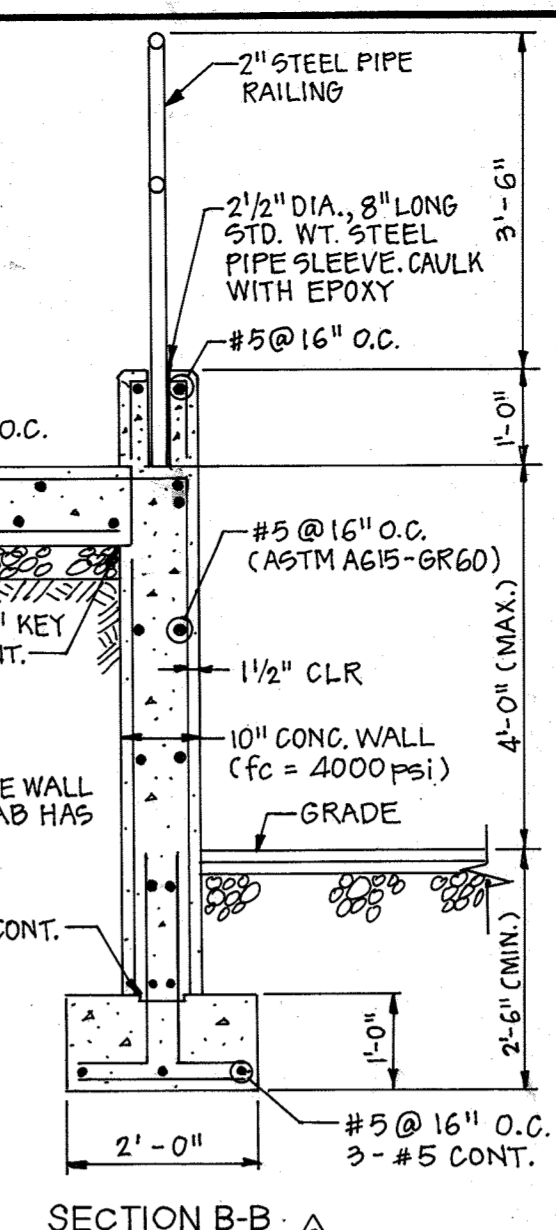 2" STEEL PIPE
RAILING
3'-6"
2 1/2" DIA., 8" LONG
STD. WT. STEEL
PIPE SLEEVE. CAULK
WITH EPOXY
#5 @ 16" O.C.
1'-0"
O.C.
#5 @ 16" O.C.
(ASTM A615-GR60)
" KEY
NT.
1 1/2" CLR
4'-0" (MAX.)
10" CONC. WALL
(fc = 4000 psi)
E WALL
AB HAS
GRADE
CONT.
2'-6" (MIN.)
1'-0"
#5 @ 16" O.C.
3 - #5 CONT.
2'-0"
SECTION B-B